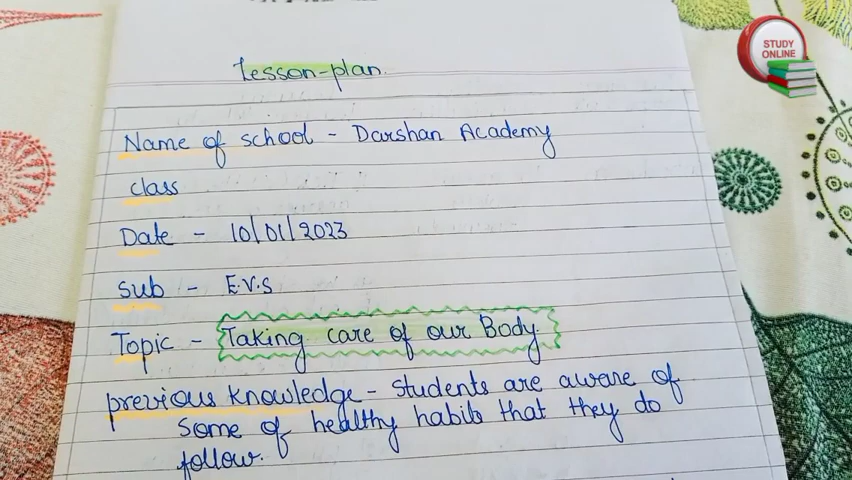 STUDY
ONLINE
Lesson-plan.
Name of school - Darshan Academy
class
Date - 10/01/2023
Sub - E.V.S
Topic - Taking care of our Body.
previous knowledge - Students are aware of
some of healthy habits that they do
follow.